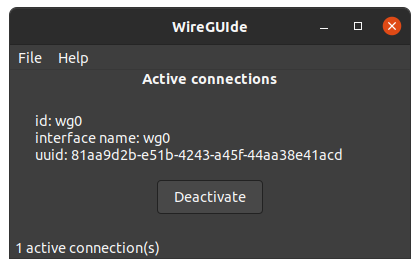 WireGUIde
File Help
Active connections
id: wg0
interface name: wg0
uuid: 81aa9d2b-e51b-4243-a45f-44aa38e41acd
Deactivate
1 active connection(s)